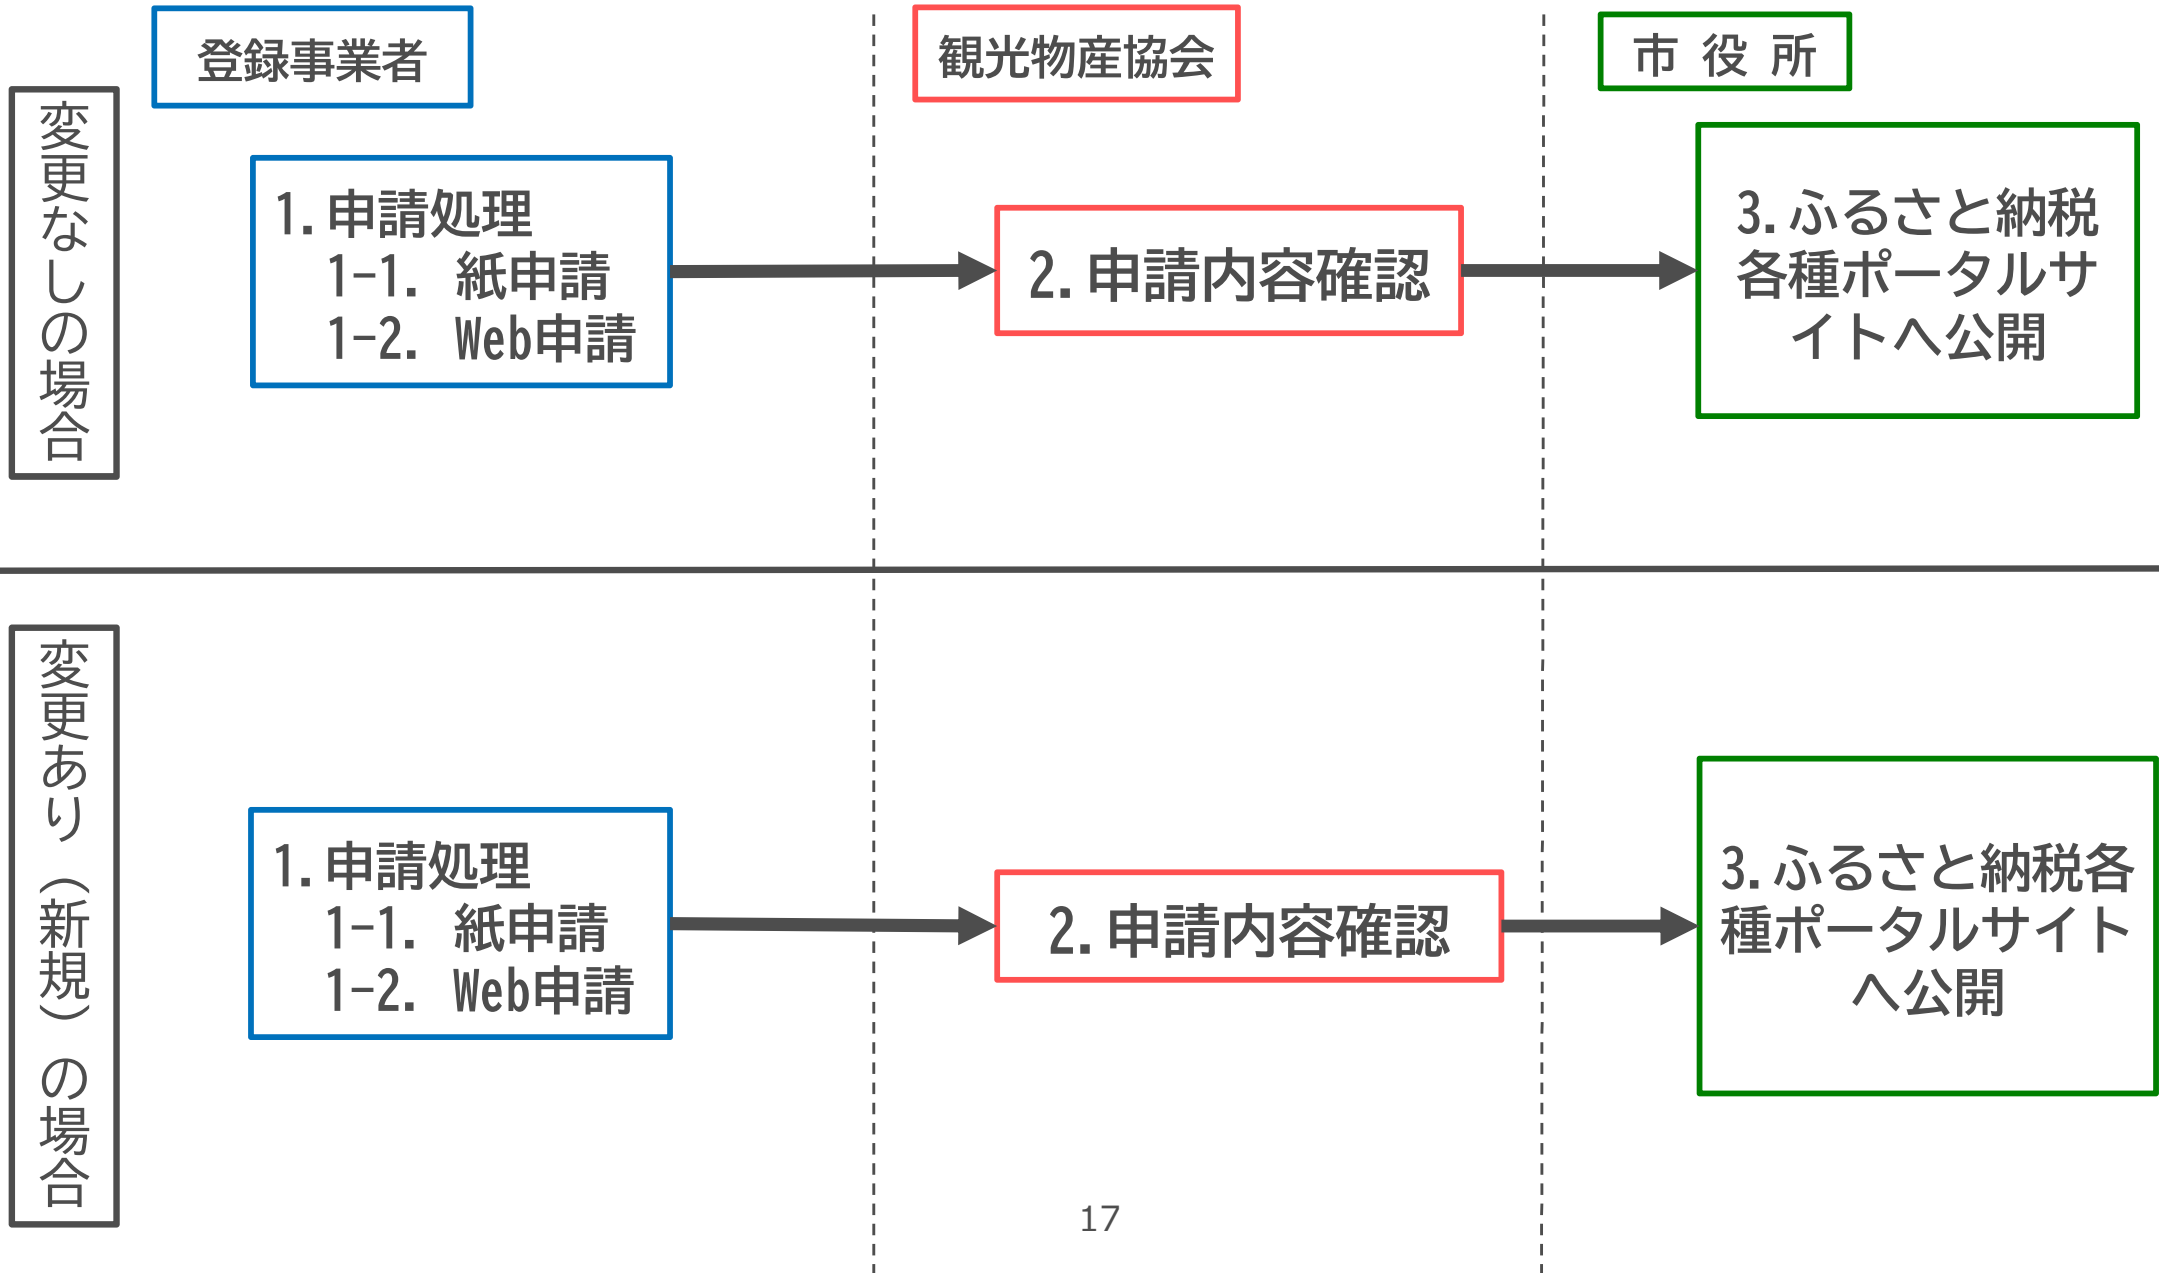 登録事業者
観光物産協会
市 役 所
変更なしの場合
1.申請処理
1-1. 紙申請
1-2. Web申請
2.申請内容確認
3.ふるさと納税
各種ポータルサ
イトへ公開
変更あり（新規）の場合
1.申請処理
1-1. 紙申請
1-2. Web申請
2.申請内容確認
3.ふるさと納税各
種ポータルサイト
へ公開
17